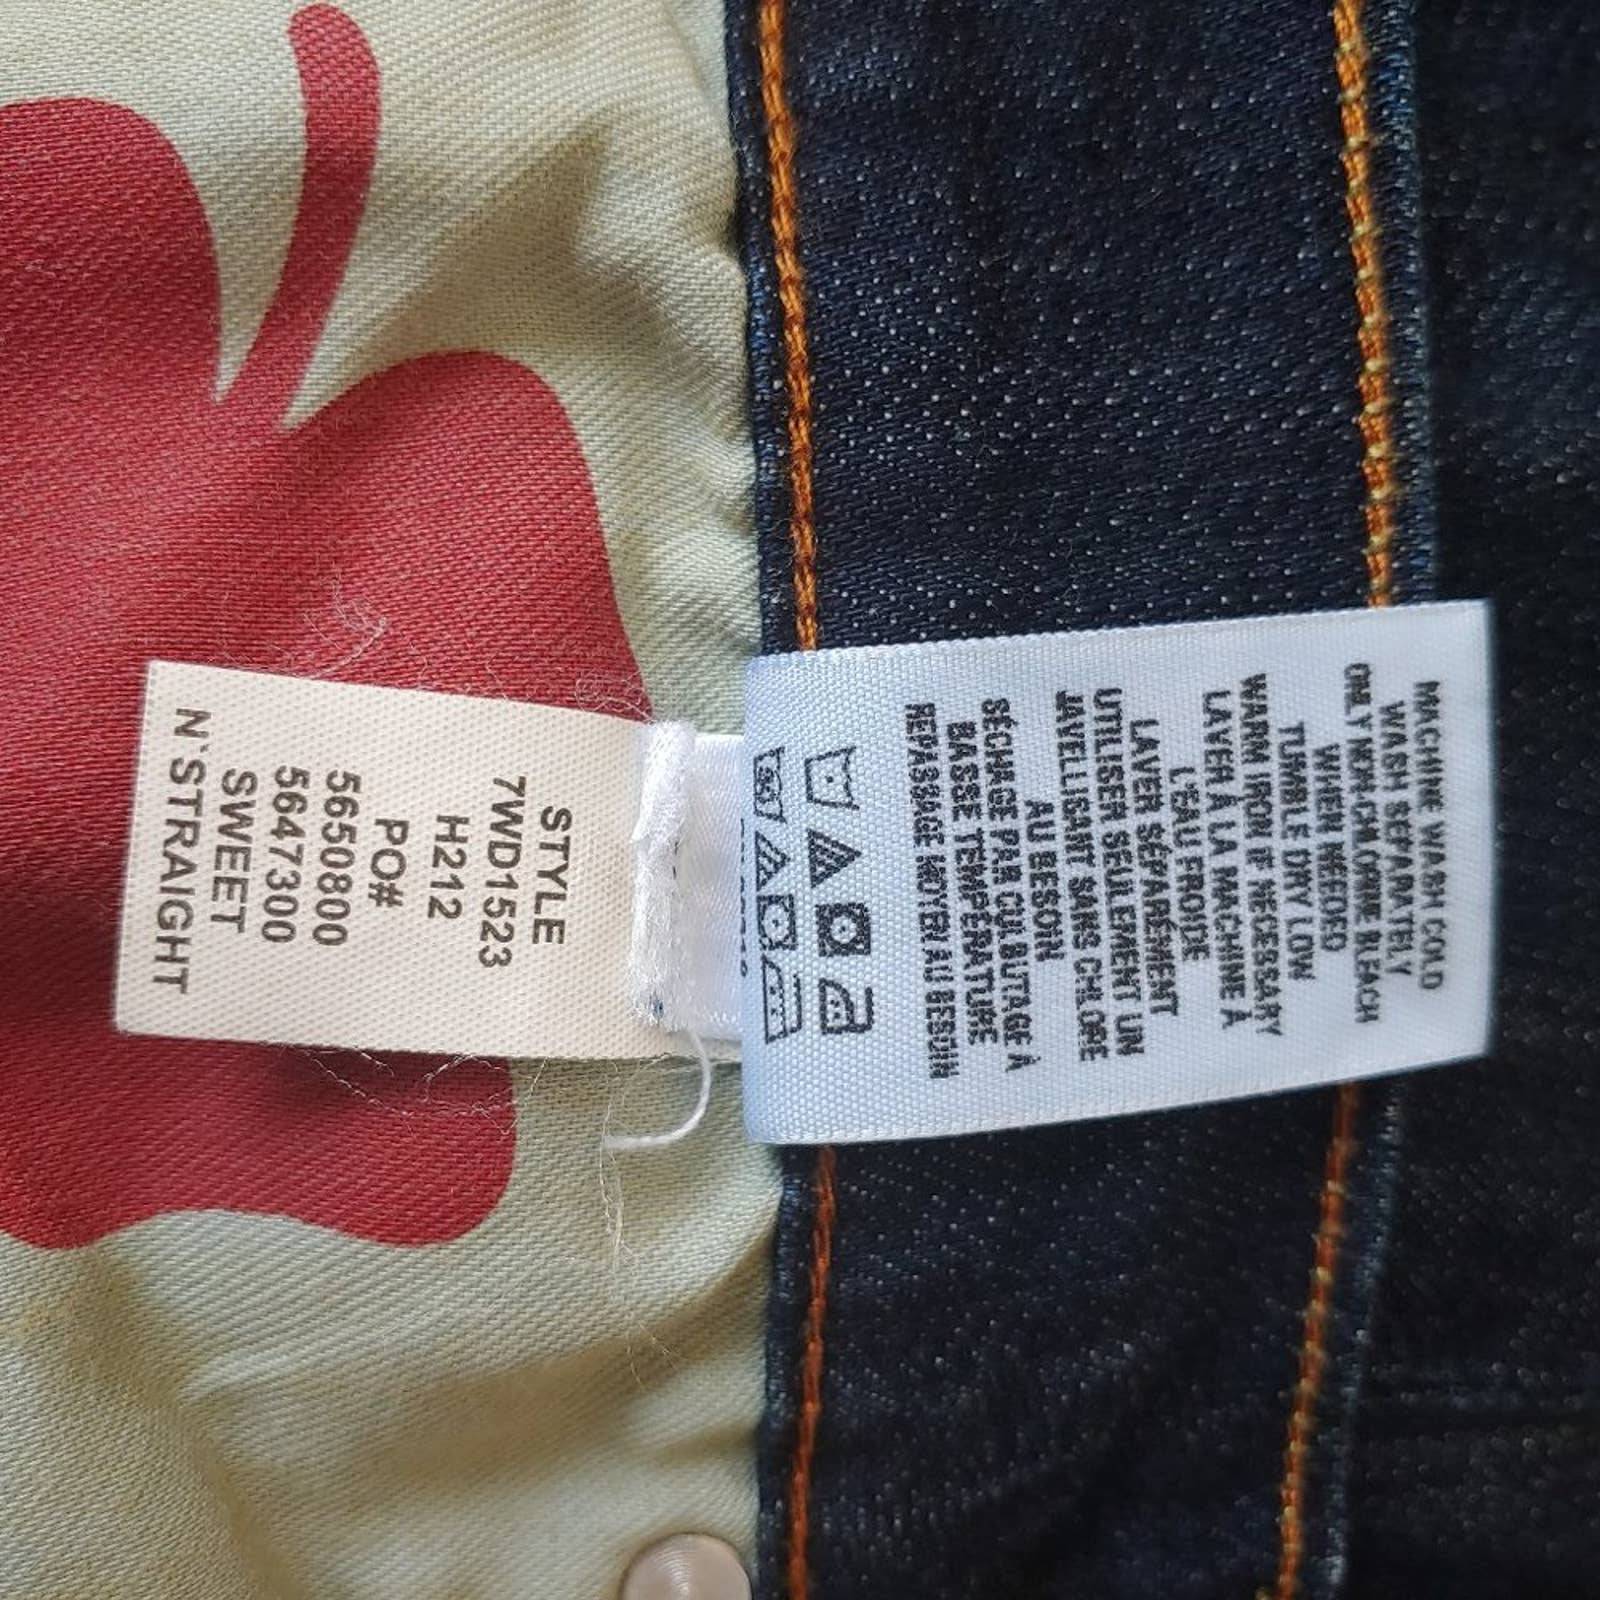 STYLE
7WD1523
H212
PO#
5650800
5647300
SWEET
N`STRAIGHT
MACHINE WASH COLD
WASH SEPARATELY
ONLY NON-CHLORINE BLEACH
WHEN NEEDED
TUMBLE DRY LOW
WARM IRON IF NECESSARY
LAVER À LA MACHINE À
L'EAU FROIDE
LAVER SÉPARÉMENT
UTILISER SEULEMENT UN
JAVELLISANT SANS CHLORE
AU BESOIN
SÉCHAGE PAR CULBUTAGE À
BASSE TEMPÉRATURE
REPASSAGE MOYEN AU BESOIN